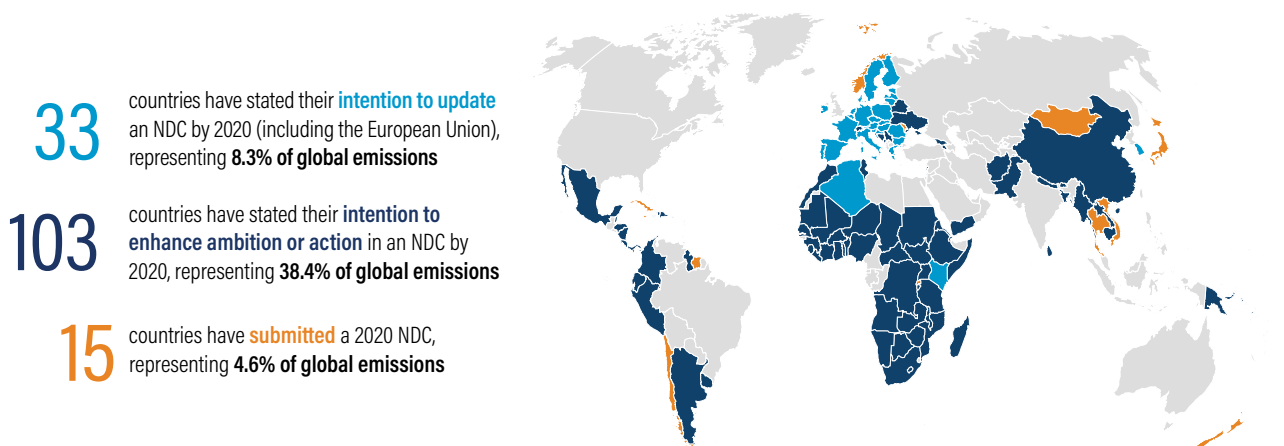 33
countries have stated their intention to update
an NDC by 2020 (including the European Union),
representing 8.3% of global emissions
103
countries have stated their intention to
enhance ambition or action in an NDC by
2020, representing 38.4% of global emissions
15
countries have submitted a 2020 NDC,
representing 4.6% of global emissions